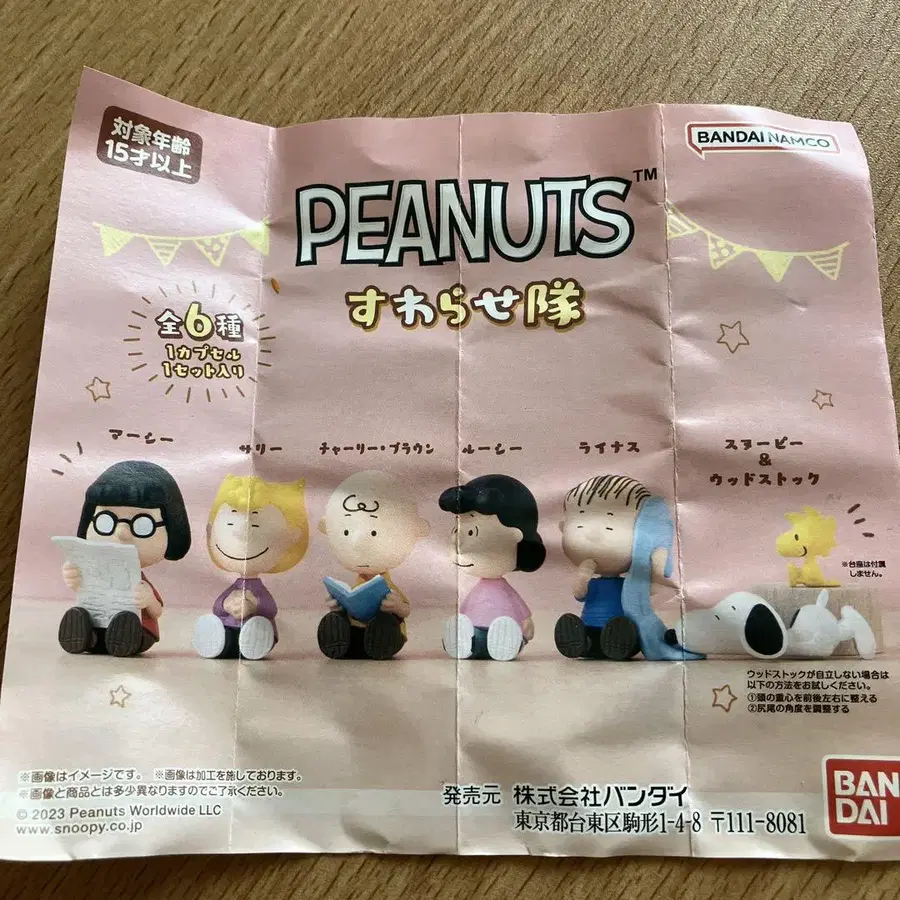 対象年齢
15才以上
BANDAI NAMCO
PEANUTS™
すわらせ隊
全6種
1カプセル
1セット入り
マーシー
サリー
チャーリー・ブラウン
ルーシー
ライナス
スヌーピー
&
ウッドストック
※台座は付属
しません。
ウッドストックが自立しない場合は
以下の方法をお試しください。
①頭の重心を前後左右に整える
②尻尾の角度を調整する
※画像はイメージです。 ※画像は加工を施しております。
※画像と商品とは多少異なりますのでご了承ください。
© 2023 Peanuts Worldwide LLC
www.snoopy.co.jp
発売元 株式会社バンダイ
東京都台東区駒形1-4-8 〒111-8081
BAN
DAI